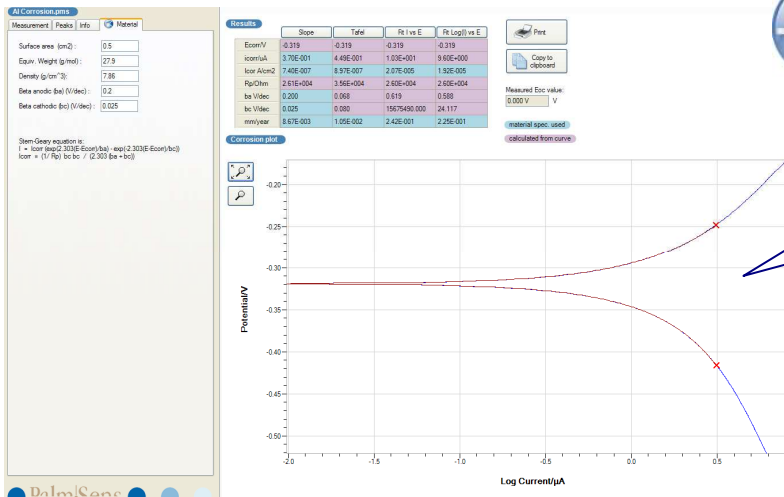 Al Corrosion.pms
Measurement Peaks Info Material
Surface area (cm2) : 0.5
Equiv. Weight (g/mol) : 27.9
Density (g/cm^3): 7.86
Beta anodic (ba) (V/dec) : 0.2
Beta cathodic (bc) (V/dec) : 0.025
Stern-Geary equation is:
I = Icorr (exp(2.303(E-Ecorr)/ba) - exp(-2.303(E-Ecorr)/bc))
Icorr = (1/ Rp) bc bc / (2.303 (ba + bc))
PalmSens
Results
Slope Tafel Fit I vs E Fit Log(I) vs E
Ecorr/V -0.319 -0.319 -0.319 -0.319
icorr/uA 3.70E-001 4.49E-001 1.03E+001 9.60E+000
Icor A/cm2 7.40E-007 8.97E-007 2.07E-005 1.92E-005
Rp/Ohm 2.61E+004 3.56E+004 2.60E+004 2.60E+004
ba V/dec 0.200 0.068 0.619 0.588
bc V/dec 0.025 0.080 15675490.000 24.117
mm/year 8.67E-003 1.05E-002 2.42E-001 2.25E-001
Print
Copy to
clipboard
Measured Eoc value:
0.000 V V
material spec. used
calculated from curve
Corrosion plot
Potential/V
-0.20
-0.25
-0.30
-0.35
-0.40
-0.45
-0.50
-2.0 -1.5 -1.0 -0.5 0.0 0.5
Log Current/µA